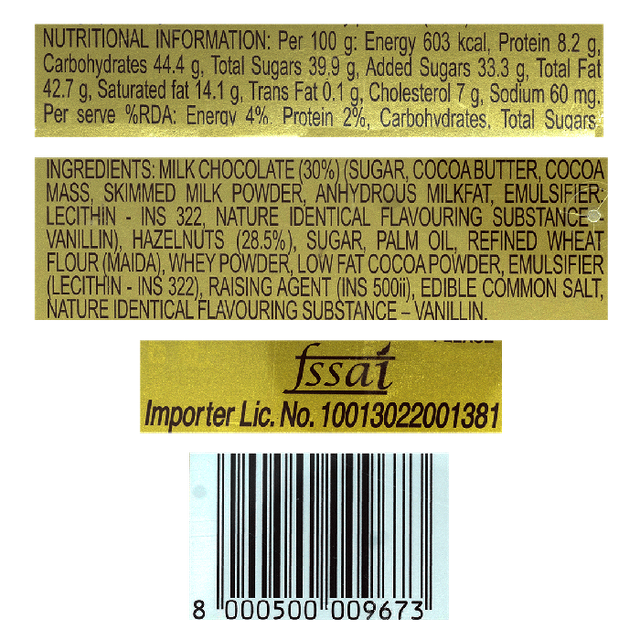 NUTRITIONAL INFORMATION: Per 100 g: Energy 603 kcal, Protein 8.2 g,
Carbohydrates 44.4 g, Total Sugars 39.9 g, Added Sugars 33.3 g, Total Fat
42.7 g, Saturated fat 14.1 g, Trans Fat 0.1 g, Cholesterol 7 g, Sodium 60 mg.
Per serve %RDA: Energy 4%, Protein 2%, Carbohydrates, Total Sugars
INGREDIENTS: MILK CHOCOLATE (30%) (SUGAR, COCOA BUTTER, COCOA
MASS, SKIMMED MILK POWDER, ANHYDROUS MILKFAT, EMULSIFIER:
LECITHIN - INS 322, NATURE IDENTICAL FLAVOURING SUBSTANCE -
VANILLIN), HAZELNUTS (28.5%), SUGAR, PALM OIL, REFINED WHEAT
FLOUR (MAIDA), WHEY POWDER, LOW FAT COCOA POWDER, EMULSIFIER
(LECITHIN - INS 322), RAISING AGENT (INS 500ii), EDIBLE COMMON SALT,
NATURE IDENTICAL FLAVOURING SUBSTANCE – VANILLIN.
fssai
Importer Lic. No. 10013022001381
8 000500 009673